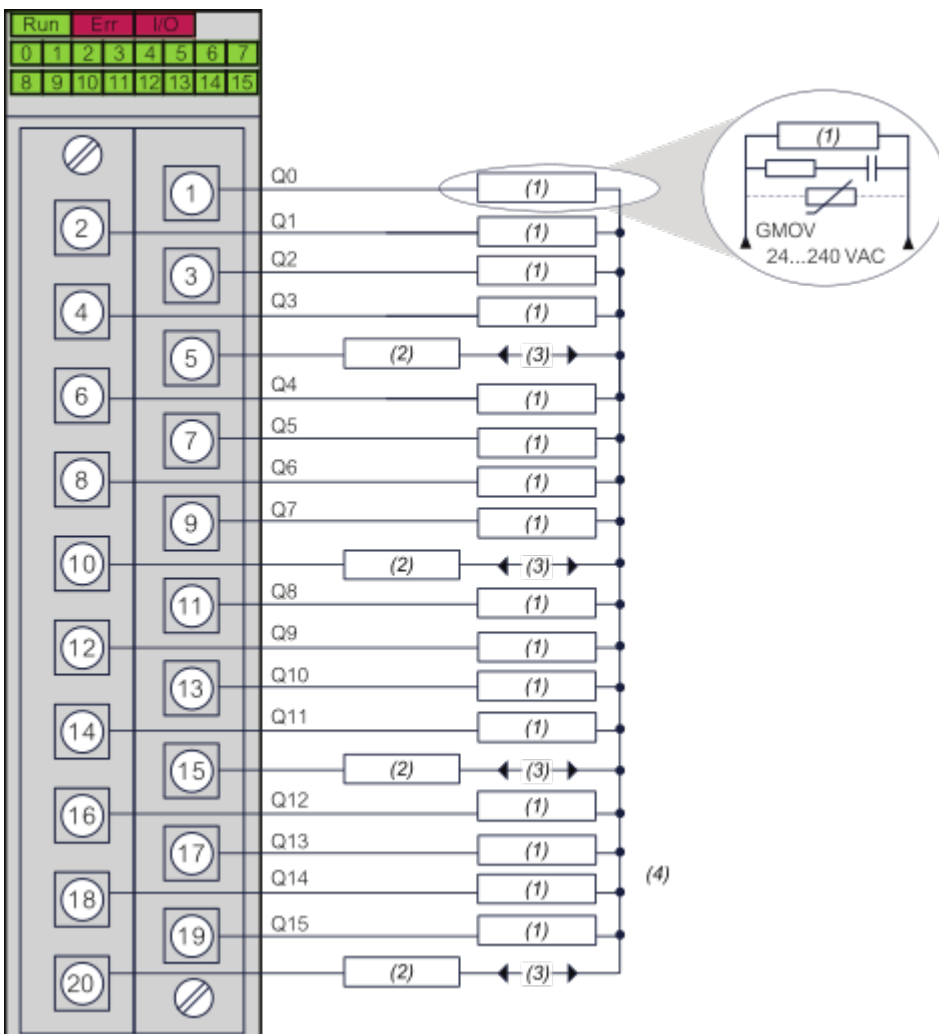 Run Err I/O
0 1 2 3 4 5 6 7
8 9 10 11 12 13 14 15
(1)
GMOV
24...240 VAC
1 Q0 (1)
2 Q1 (1)
3 Q2 (1)
4 Q3 (1)
5 (2) (3)
6 Q4 (1)
7 Q5 (1)
8 Q6 (1)
9 Q7 (1)
10 (2) (3)
11 Q8 (1)
12 Q9 (1)
13 Q10 (1)
14 Q11 (1)
15 (2) (3)
16 Q12 (1)
17 Q13 (1)
(4)
18 Q14 (1)
19 Q15 (1)
20 (2) (3)